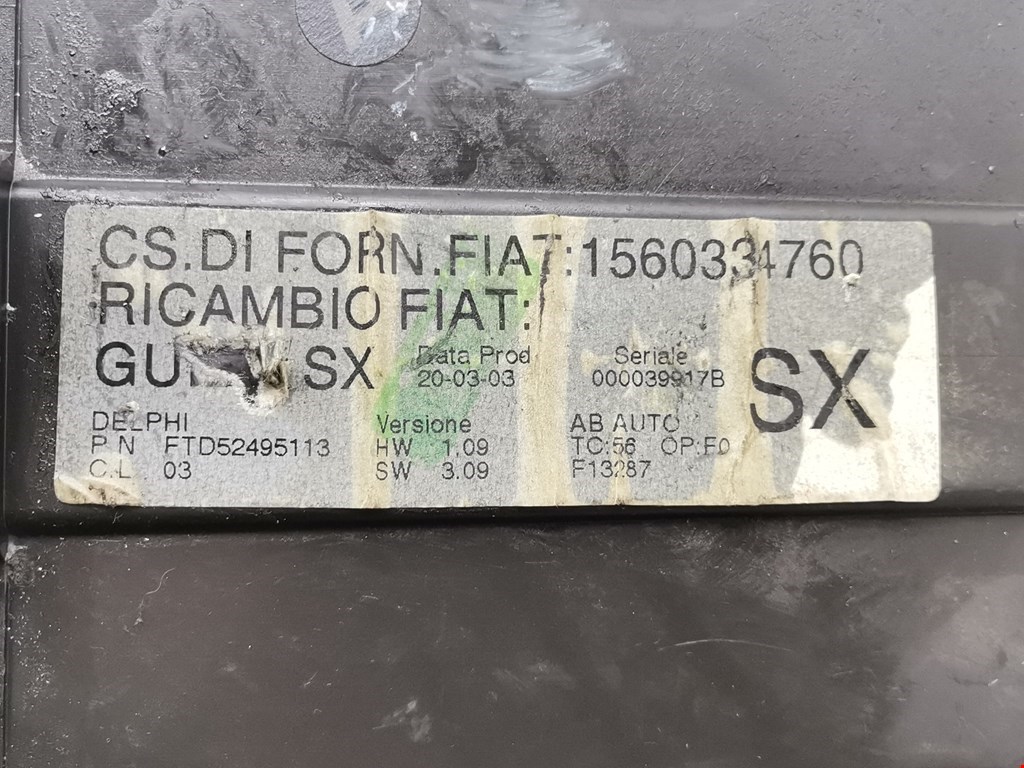 CS.DI FORN.FIAT:1560334760
RICAMBIO FIAT:
SX
Data Prod
20-03-03
Seriale
000039917B
SX
DELPHI
P.N FTD52495113
C.L 03
Versione
HW 1.09
SW 3.09
AB AUTO
TC:56 OP:F0
F13287